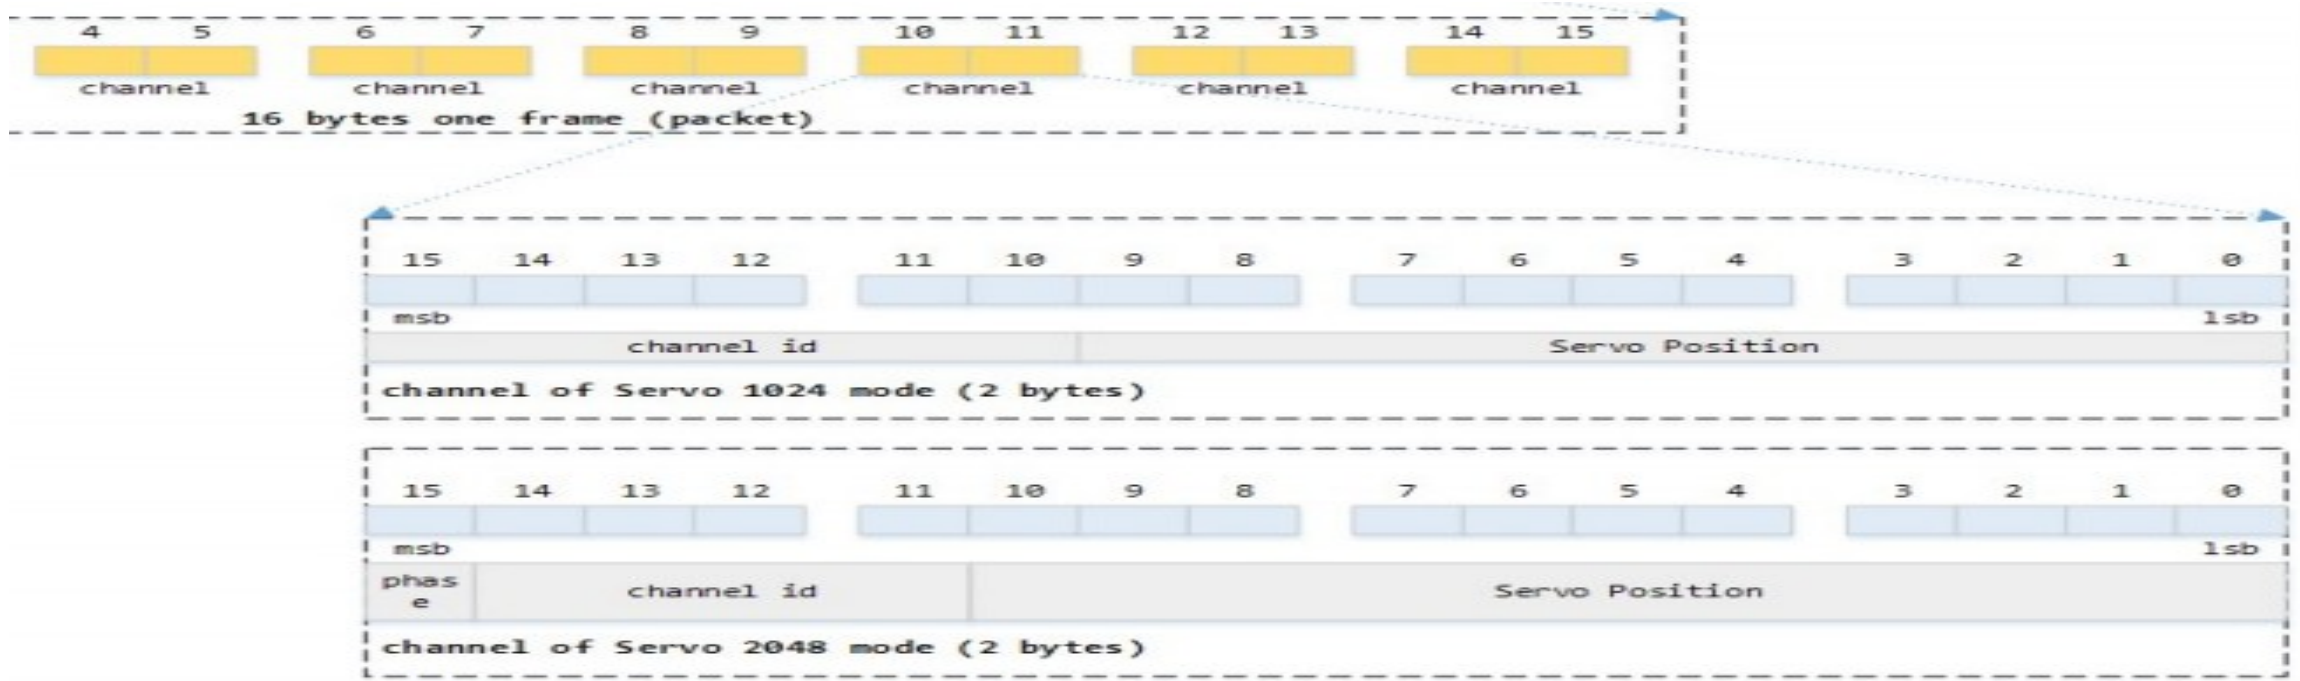 4 5 6 7 8 9 10 11 12 13 14 15
channel channel channel channel channel channel
16 bytes one frame (packet)
15 14 13 12 11 10 9 8 7 6 5 4 3 2 1 0
msb lsb
channel id Servo Position
channel of Servo 1024 mode (2 bytes)
15 14 13 12 11 10 9 8 7 6 5 4 3 2 1 0
msb lsb
phas
e channel id Servo Position
channel of Servo 2048 mode (2 bytes)